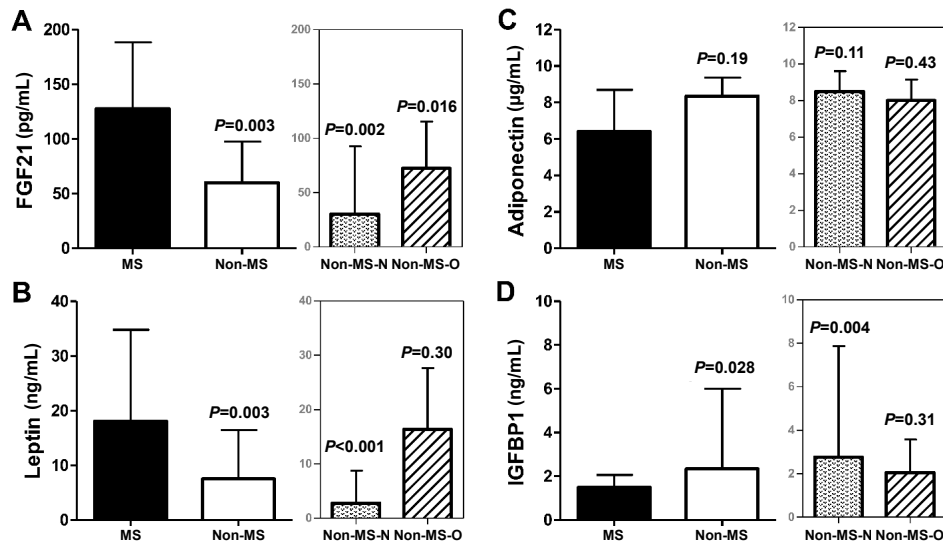 A
FGF21 (pg/mL)
200
150
100
50
0
P=0.003
MS
Non-MS
200
150
100
50
0
P=0.002
P=0.016
Non-MS-N
Non-MS-O
C
Adiponectin (µg/mL)
12
10
8
6
4
2
0
P=0.19
MS
Non-MS
12
10
8
6
4
2
0
P=0.11
P=0.43
Non-MS-N
Non-MS-O
B
Leptin (ng/mL)
40
30
20
10
0
P=0.003
MS
Non-MS
40
30
20
10
0
P<0.001
P=0.30
Non-MS-N
Non-MS-O
D
IGFBP1 (ng/mL)
10
8
6
4
2
0
P=0.028
MS
Non-MS
10
8
6
4
2
0
P=0.004
P=0.31
Non-MS-N
Non-MS-O